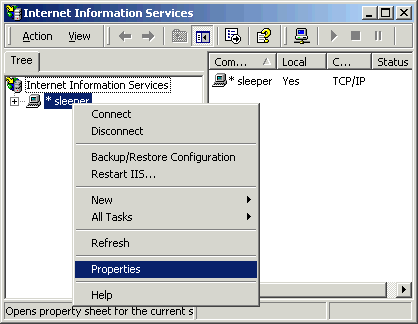 Internet Information Services
Action View
Tree
Internet Information Services
* sleeper
Com... Local C... Status
* sleeper Yes TCP/IP
Connect
Disconnect
Backup/Restore Configuration
Restart IIS...
New
All Tasks
Refresh
Properties
Help
Opens property sheet for the current s